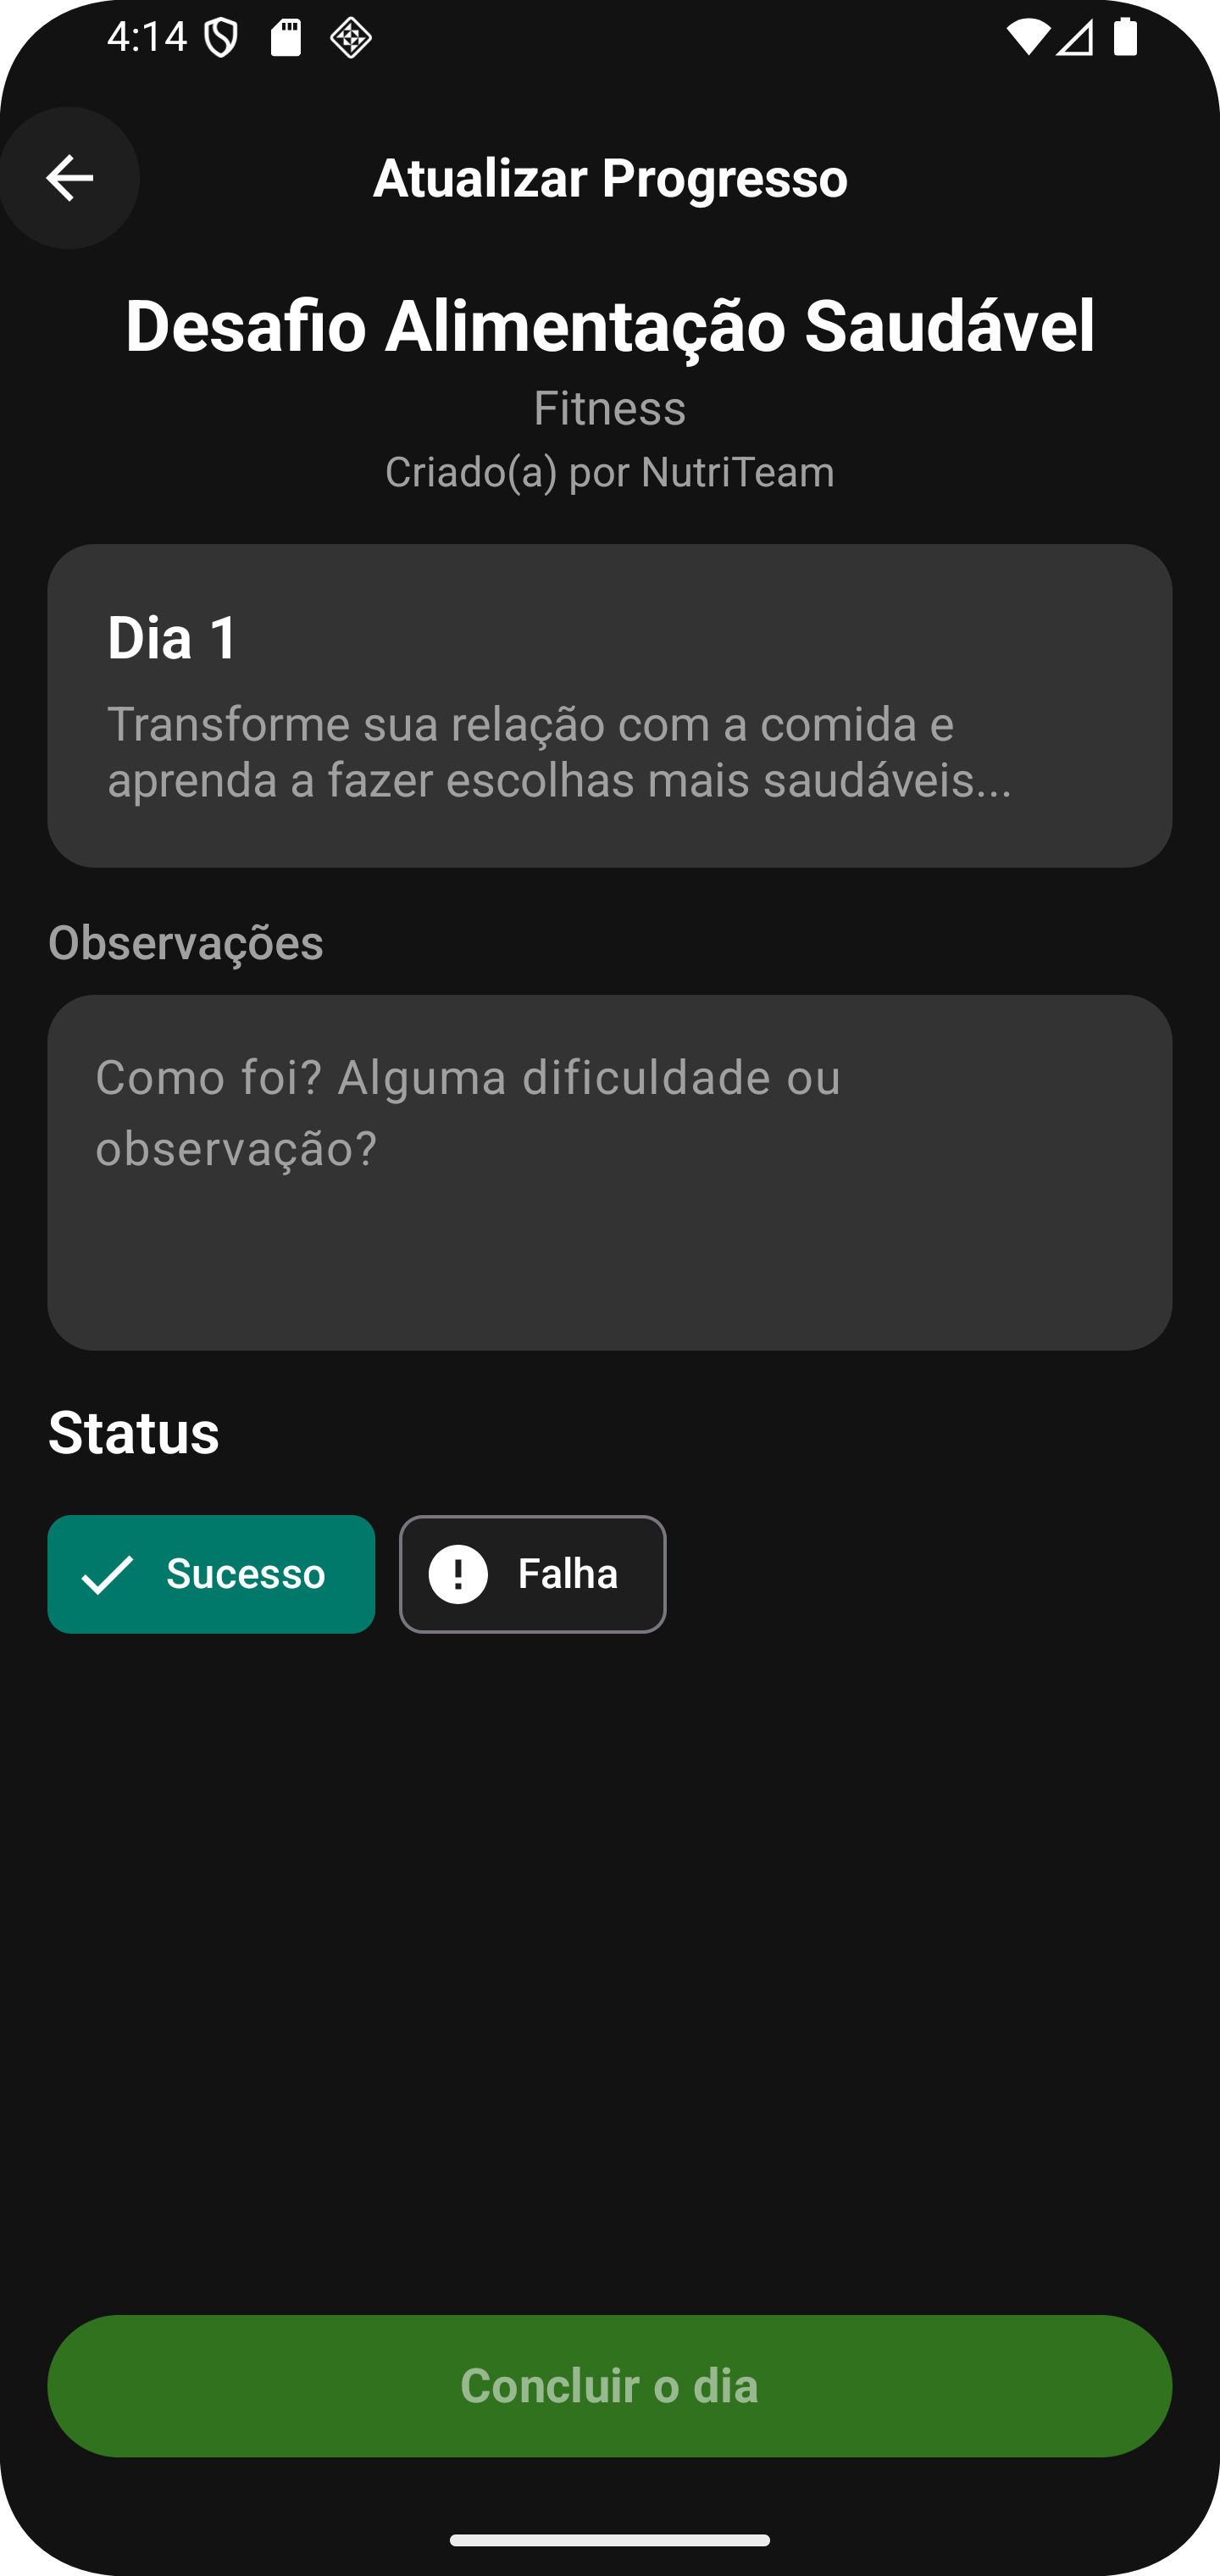 4:14
Atualizar Progresso
Desafio Alimentação Saudável
Fitness
Criado(a) por NutriTeam
Dia 1
Transforme sua relação com a comida e
aprenda a fazer escolhas mais saudáveis...
Observações
Como foi? Alguma dificuldade ou
observação?
Status
Sucesso
Falha
Concluir o dia